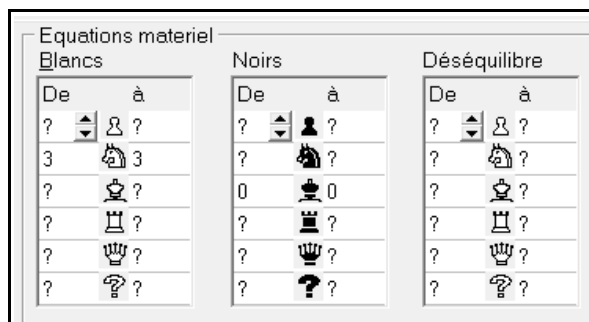 Equations materiel
Blancs Noirs Déséquilibre
De à De à De à
? ? ? ? ? ?
3 3 ? ? ? ?
? ? 0 0 ? ?
? ? ? ? ? ?
? ? ? ? ? ?
? ? ? ? ? ?